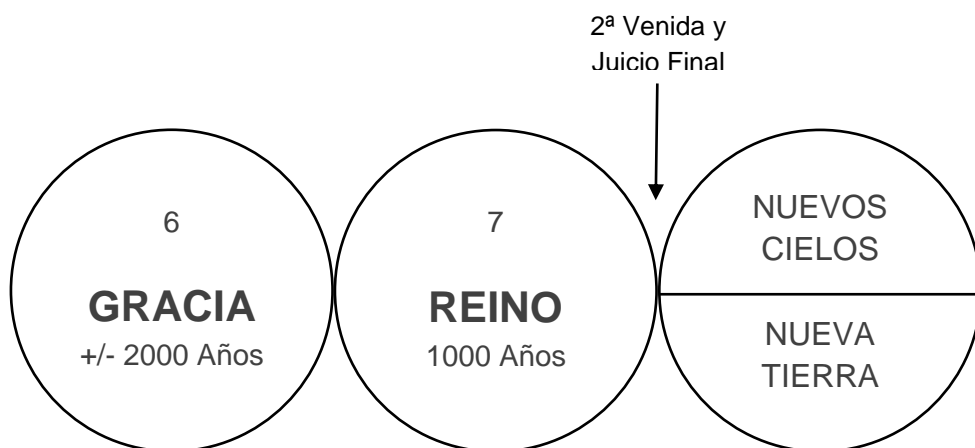 2ª Venida y
Juicio Final
6
GRACIA
+/- 2000 Años
7
REINO
1000 Años
NUEVOS
CIELOS
NUEVA
TIERRA